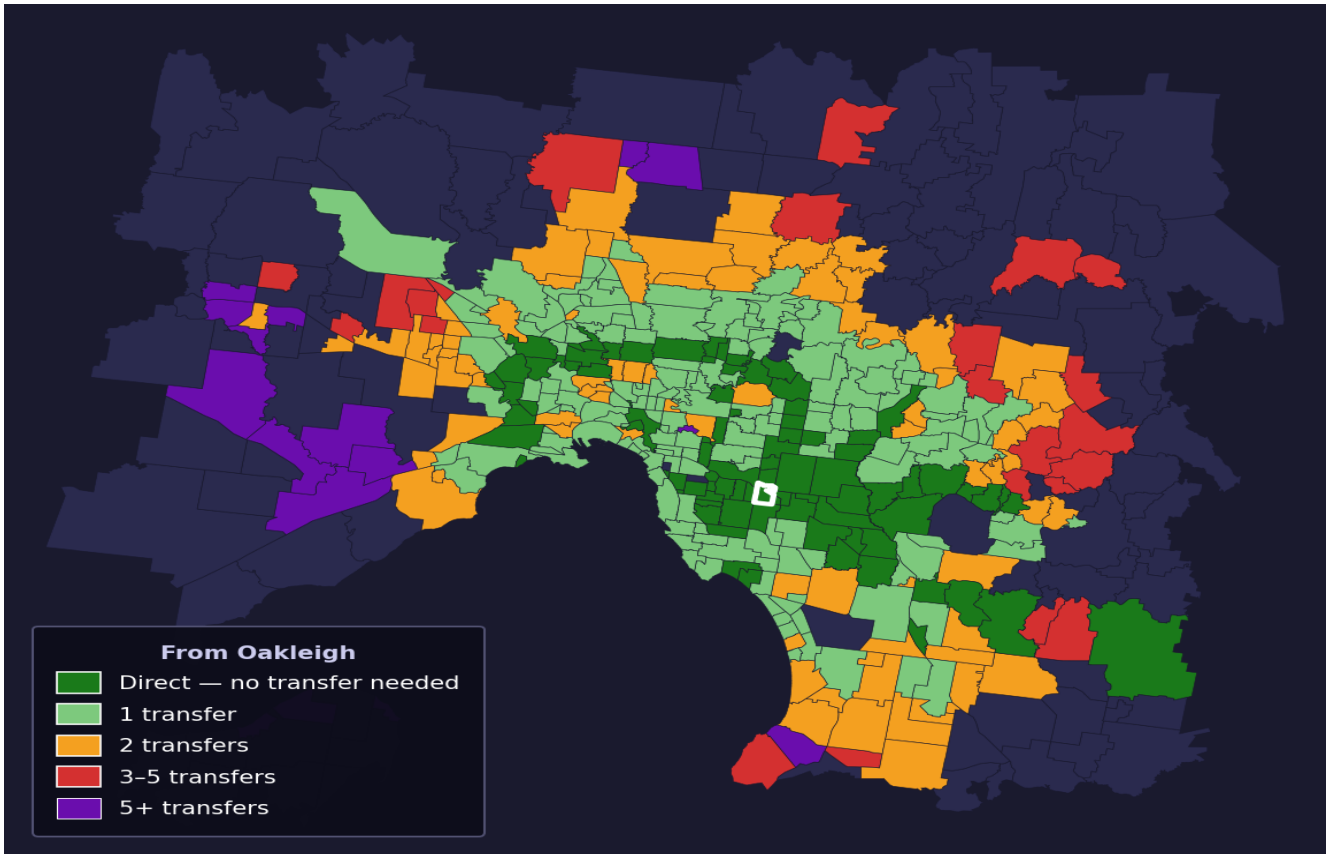 From Oakleigh
Direct — no transfer needed
1 transfer
2 transfers
3–5 transfers
5+ transfers